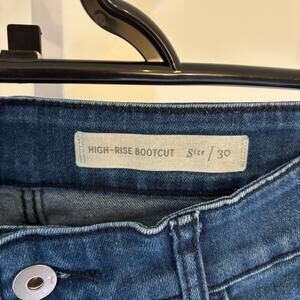 HIGH-RISE BOOTCUT Size / 30